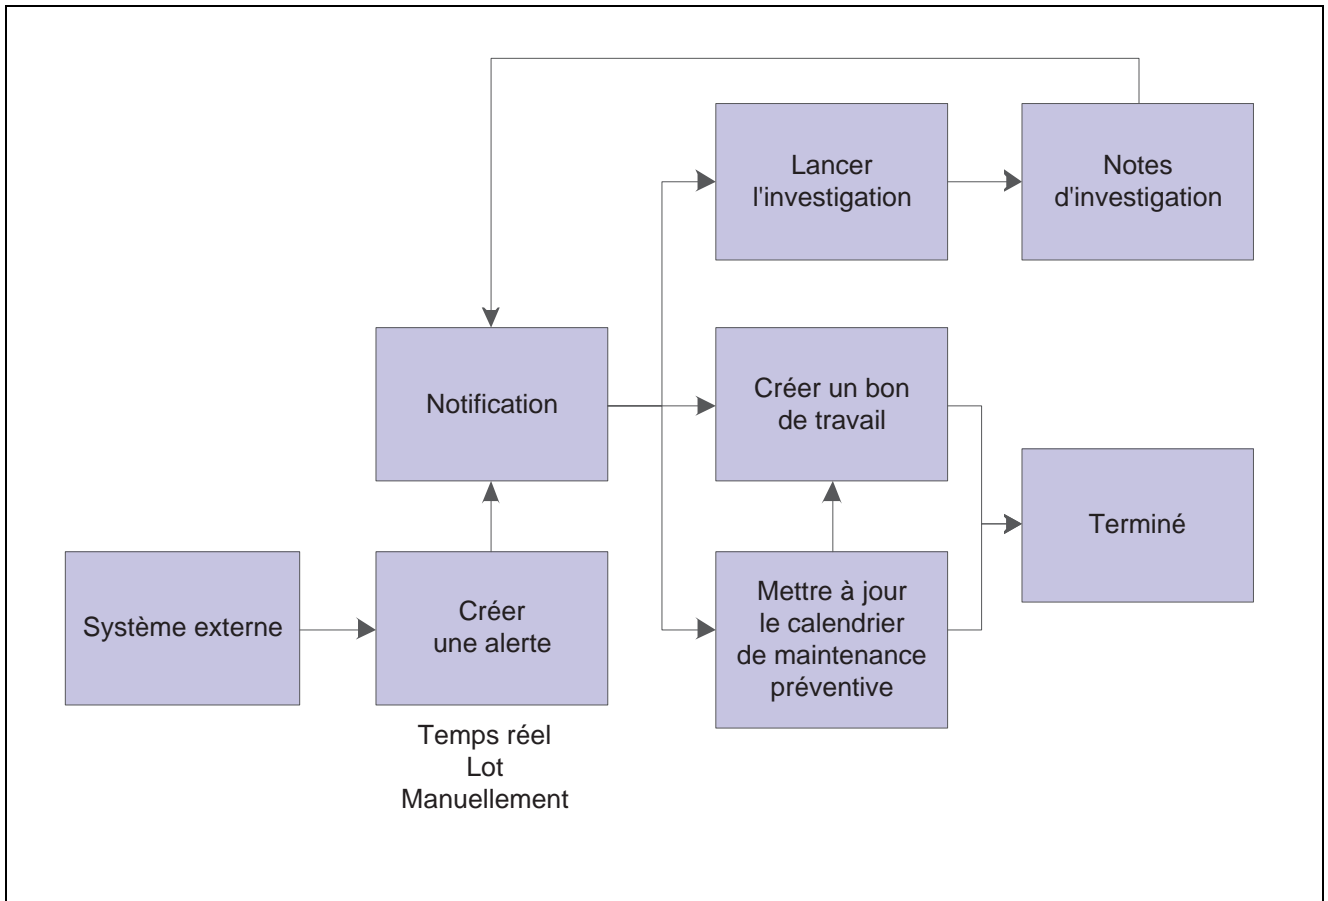 Lancer
l'investigation
Notes
d'investigation
Notification
Créer un bon
de travail
Terminé
Système externe
Créer
une alerte
Mettre à jour
le calendrier
de maintenance
préventive
Temps réel
Lot
Manuellement